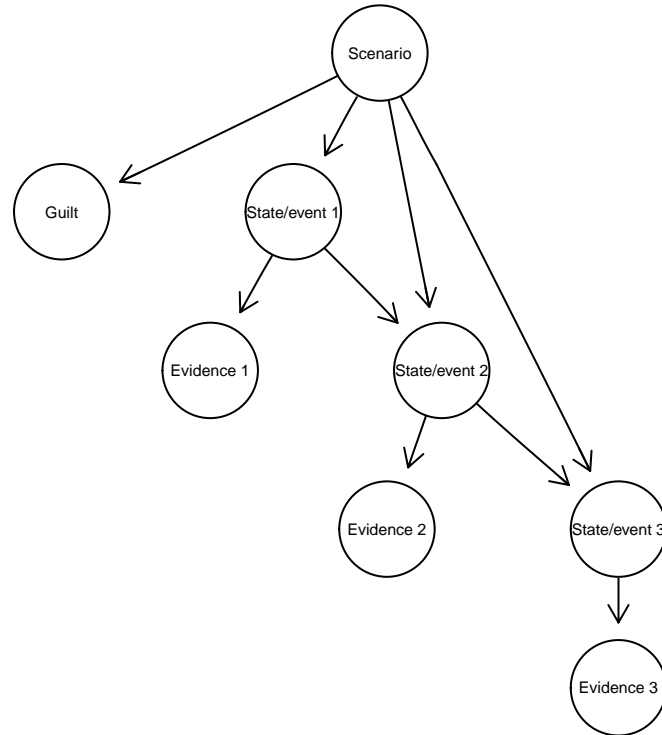 Scenario
Guilt
State/event 1
Evidence 1
State/event 2
Evidence 2
State/event 3
Evidence 3